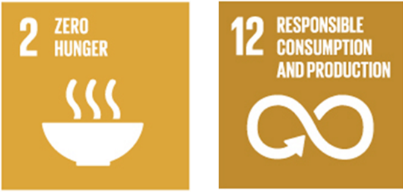 2 ZERO
HUNGER
12 RESPONSIBLE
CONSUMPTION
AND PRODUCTION